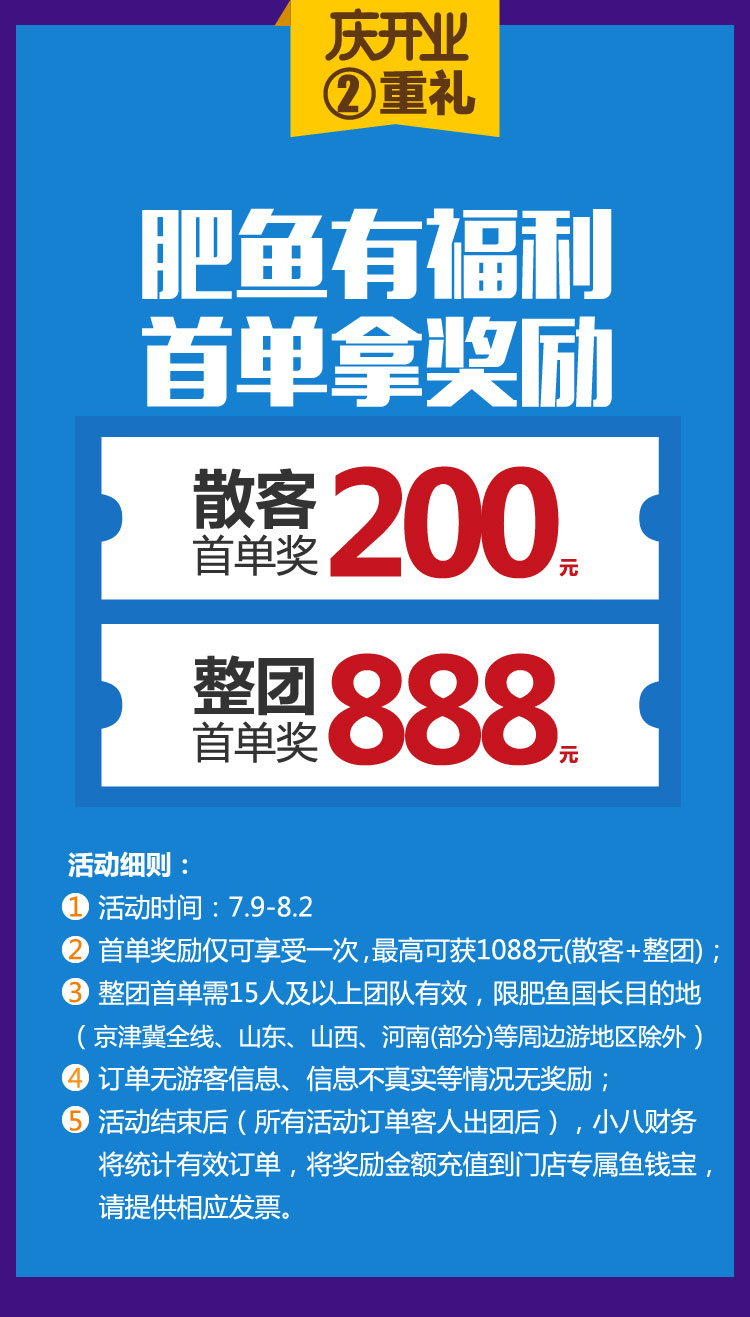 庆开业
②重礼
肥鱼有福利
首单拿奖励
散客
首单奖
200元
整团
首单奖
888元
活动细则：
1 活动时间：7.9-8.2
2 首单奖励仅可享受一次,最高可获1088元(散客+整团)；
3 整团首单需15人及以上团队有效，限肥鱼国长目的地
（京津冀全线、山东、山西、河南(部分)等周边游地区除外）
4 订单无游客信息、信息不真实等情况无奖励；
5 活动结束后（所有活动订单客人出团后），小八财务
将统计有效订单，将奖励金额充值到门店专属鱼钱宝，
请提供相应发票。